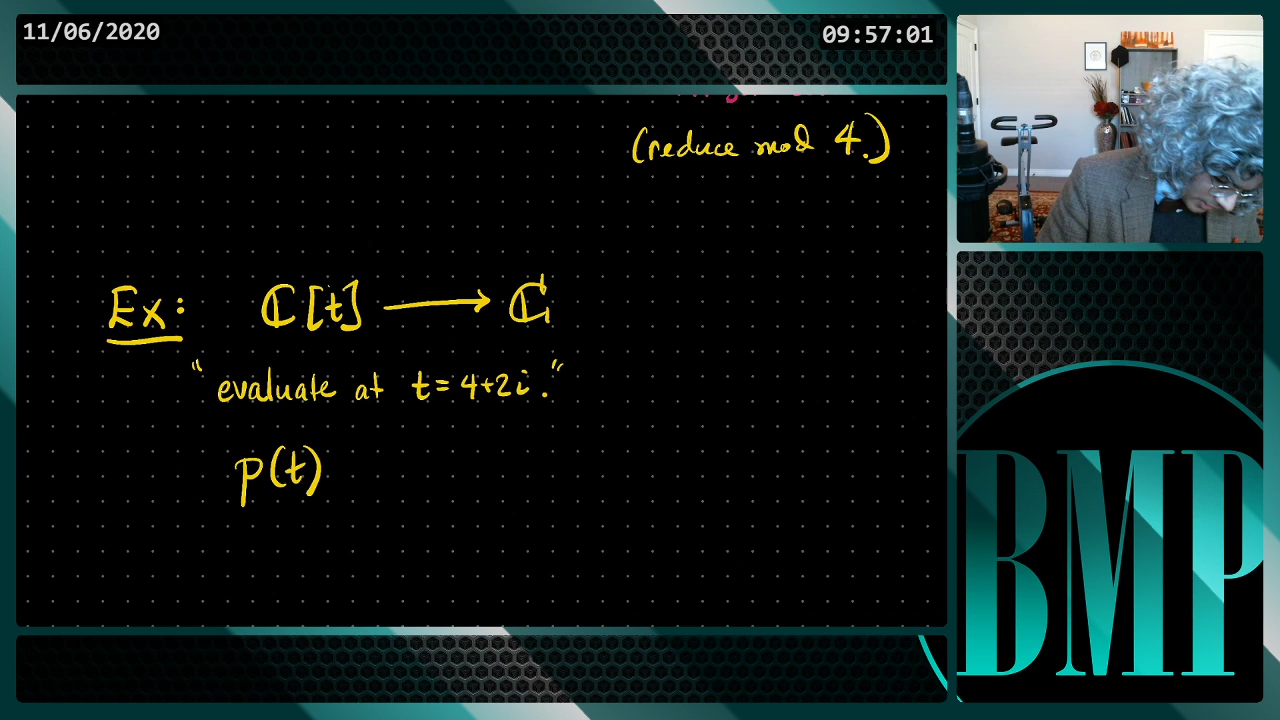 11/06/2020
09:57:01
(reduce mod 4.)
Ex: ℂ[t] ⟶ ℂ
"evaluate at t=4+2i."
p(t)
BMP